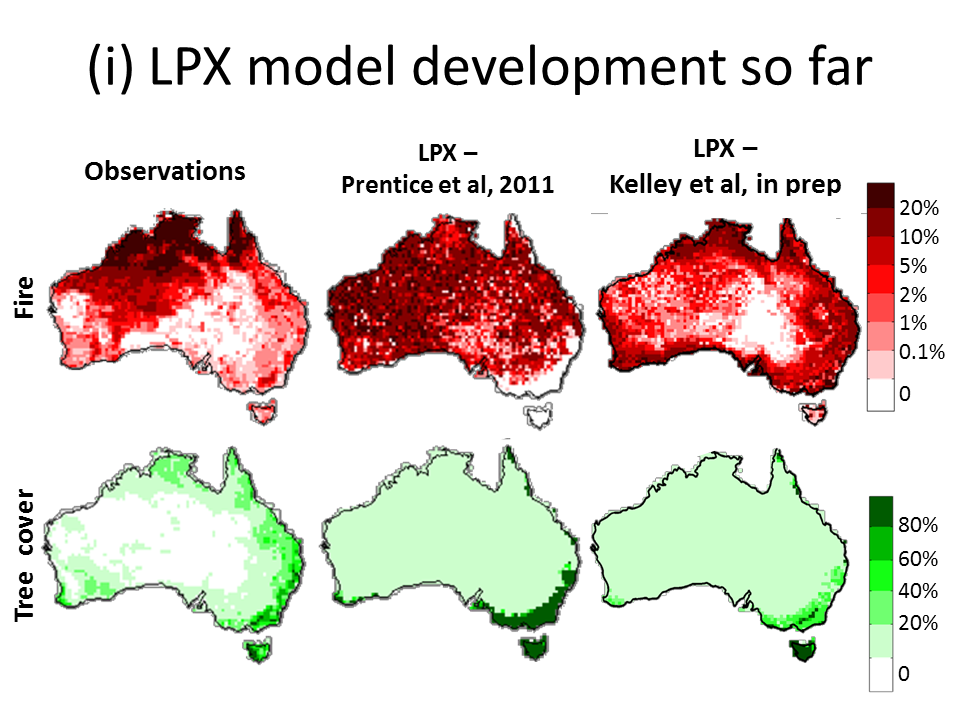 (i) LPX model development so far
Observations
LPX –
Prentice et al, 2011
LPX –
Kelley et al, in prep
Fire
20%
10%
5%
2%
1%
0.1%
0
Tree cover
80%
60%
40%
20%
0